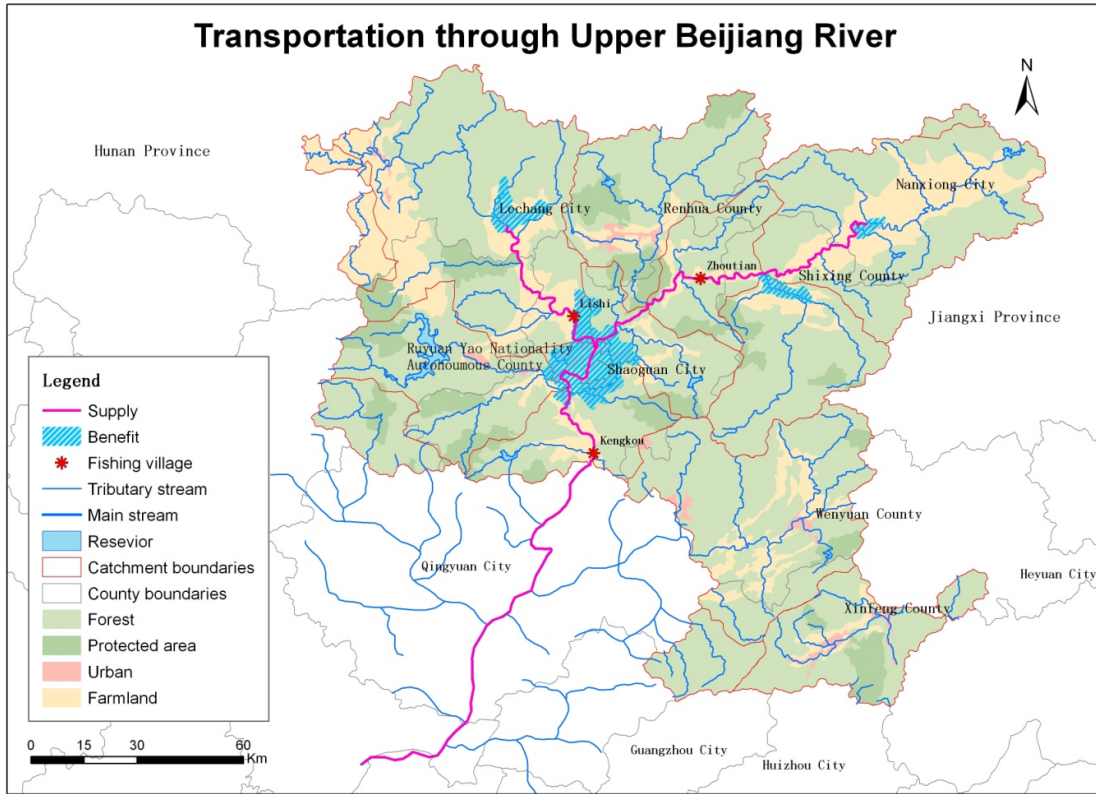 Transportation through Upper Beijiang River
N
Hunan Province
Nanxiong City
Lechang City
Renhua County
Zhoutian
Shixing County
Lishi
Jiangxi Province
Ruyuan Yao Nationality
Autonoumous County
Shaoguan City
Kengkou
Wenyuan County
Qingyuan City
Heyuan City
Xinfeng County
Guangzhou City
Huizhou City
Legend
Supply
Benefit
Fishing village
Tributary stream
Main stream
Resevior
Catchment boundaries
County boundaries
Forest
Protected area
Urban
Farmland
0 15 30 60
Km